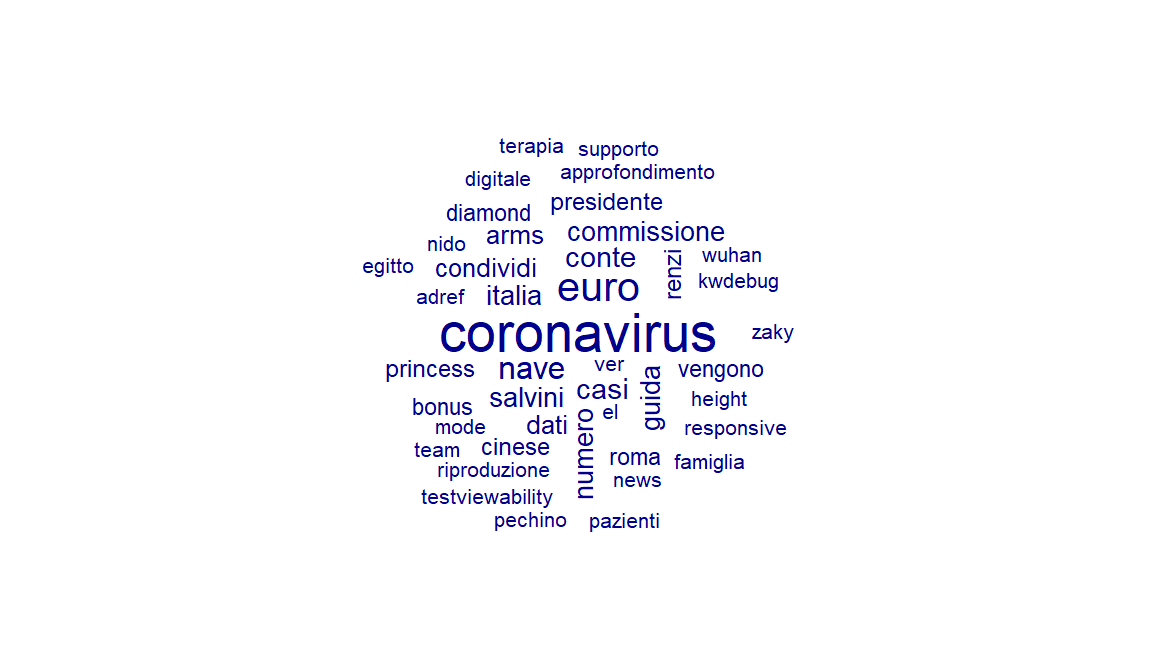 terapia
supporto
digitale
approfondimento
diamond
presidente
nido
arms
commissione
egitto
condividi
conte
renzi
wuhan
adref
italia
euro
kwdebug
coronavirus
zaky
princess
nave
ver
guida
vengono
bonus
salvini
casi
height
mode
dati
el
responsive
team
cinese
numero
roma
famiglia
riproduzione
news
testviewability
pechino
pazienti